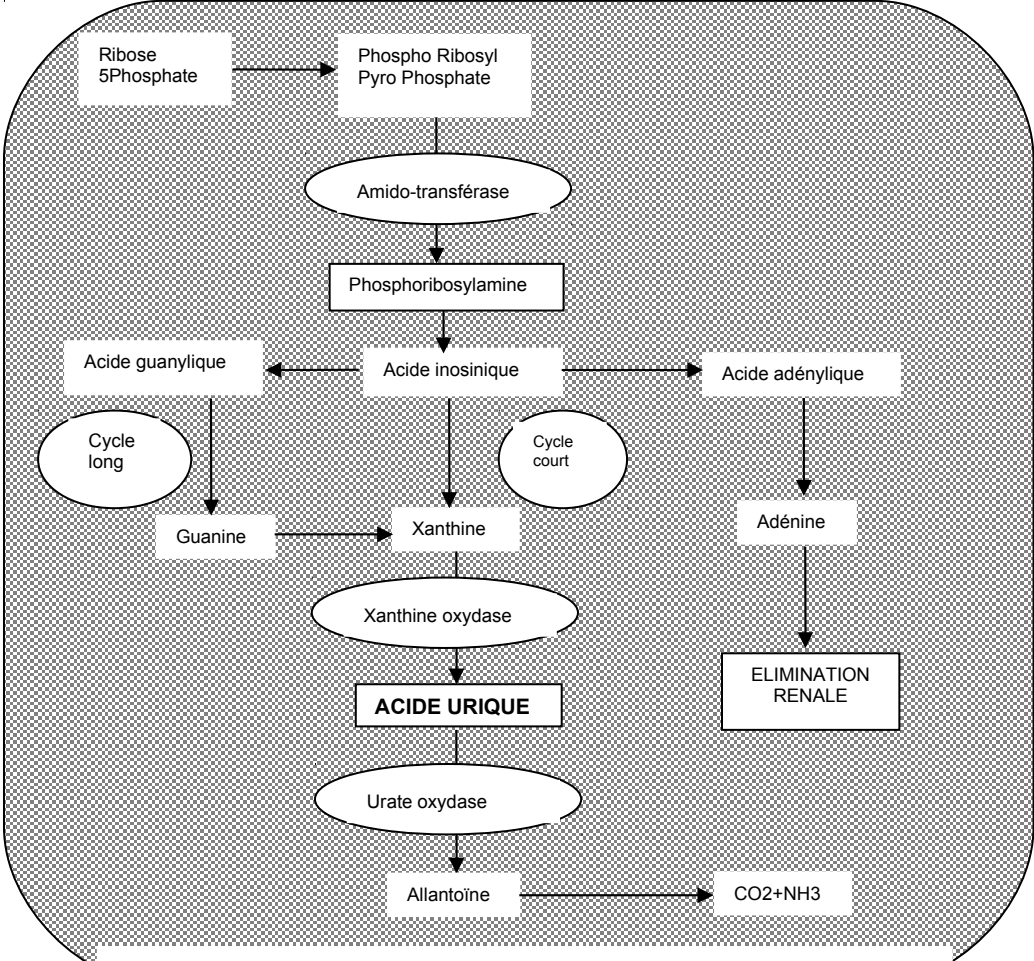 Ribose
5Phosphate
Phospho Ribosyl
Pyro Phosphate
Amido-transférase
Phosphoribosylamine
Acide guanylique
Acide inosinique
Acide adénylique
Cycle
long
Cycle
court
Guanine
Xanthine
Adénine
Xanthine oxydase
ELIMINATION
RENALE
ACIDE URIQUE
Urate oxydase
Allantoïne
CO2+NH3